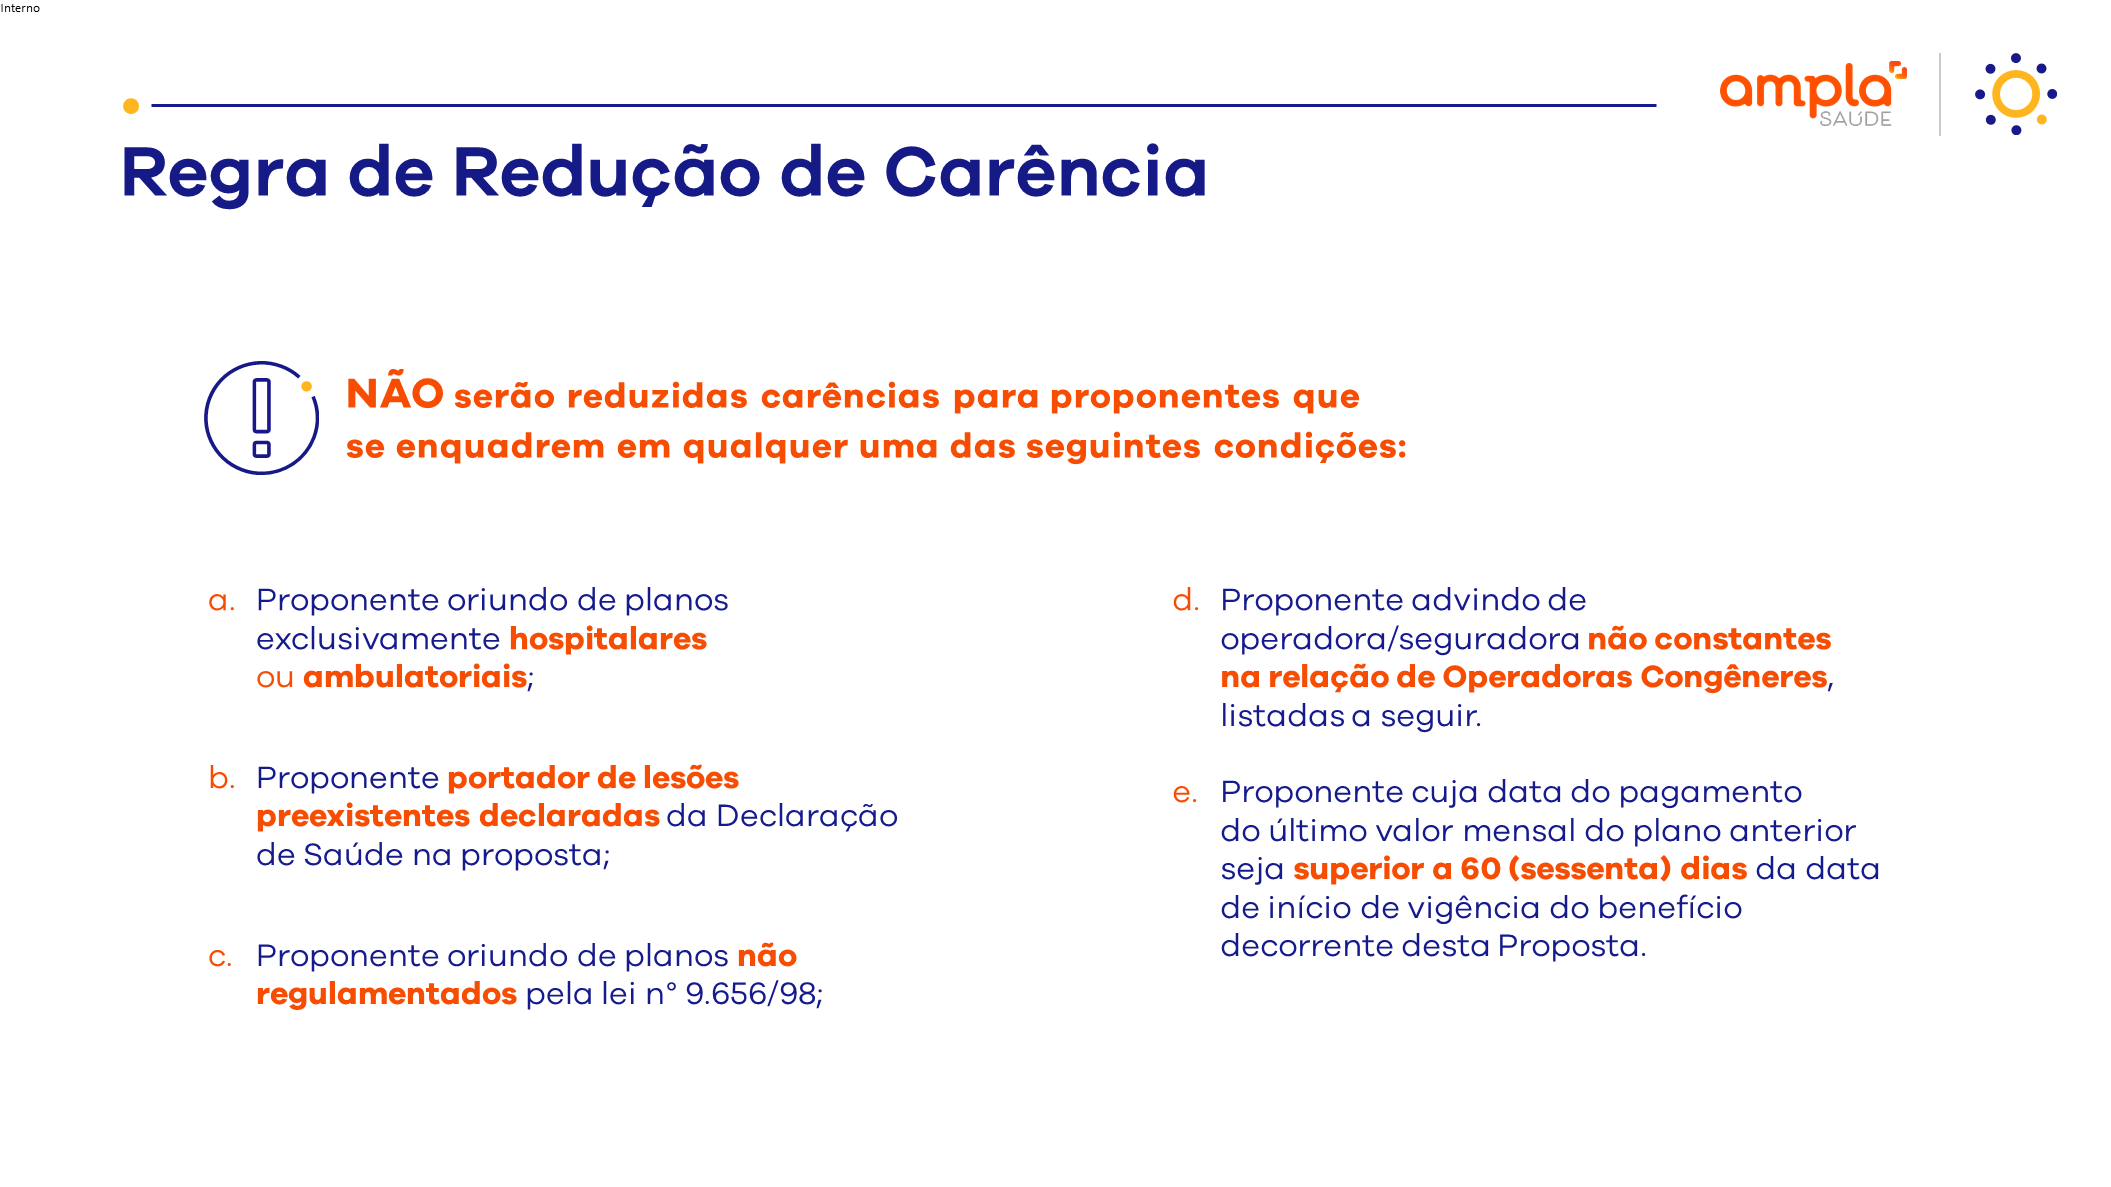 Interno
ampla
SAÚDE
Regra de Redução de Carência
NÃO serão reduzidas carências para proponentes que
se enquadrem em qualquer uma das seguintes condições:
a. Proponente oriundo de planos
exclusivamente hospitalares
ou ambulatoriais;
b. Proponente portador de lesões
preexistentes declaradas da Declaração
de Saúde na proposta;
c. Proponente oriundo de planos não
regulamentados pela lei n° 9.656/98;
d. Proponente advindo de
operadora/seguradora não constantes
na relação de Operadoras Congêneres,
listadas a seguir.
e. Proponente cuja data do pagamento
do último valor mensal do plano anterior
seja superior a 60 (sessenta) dias da data
de início de vigência do benefício
decorrente desta Proposta.